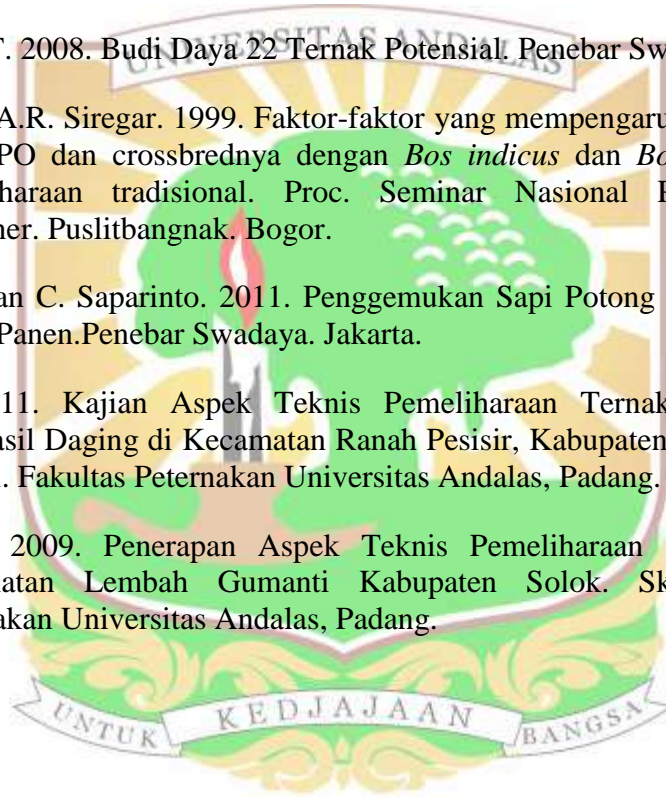 UNIVERSITAS ANDALAS
T. 2008. Budi Daya 22 Ternak Potensial. Penebar Sw
A.R. Siregar. 1999. Faktor-faktor yang mempengaru
PO dan crossbrednya dengan Bos indicus dan Bo
haraan tradisional. Proc. Seminar Nasional P
ner. Puslitbangnak. Bogor.
an C. Saparinto. 2011. Penggemukan Sapi Potong
Panen.Penebar Swadaya. Jakarta.
11. Kajian Aspek Teknis Pemeliharaan Ternak
asil Daging di Kecamatan Ranah Pesisir, Kabupaten
. Fakultas Peternakan Universitas Andalas, Padang.
2009. Penerapan Aspek Teknis Pemeliharaan
atan Lembah Gumanti Kabupaten Solok. Sk
akan Universitas Andalas, Padang.
UNTUK KEDJAJAAN BANGSA